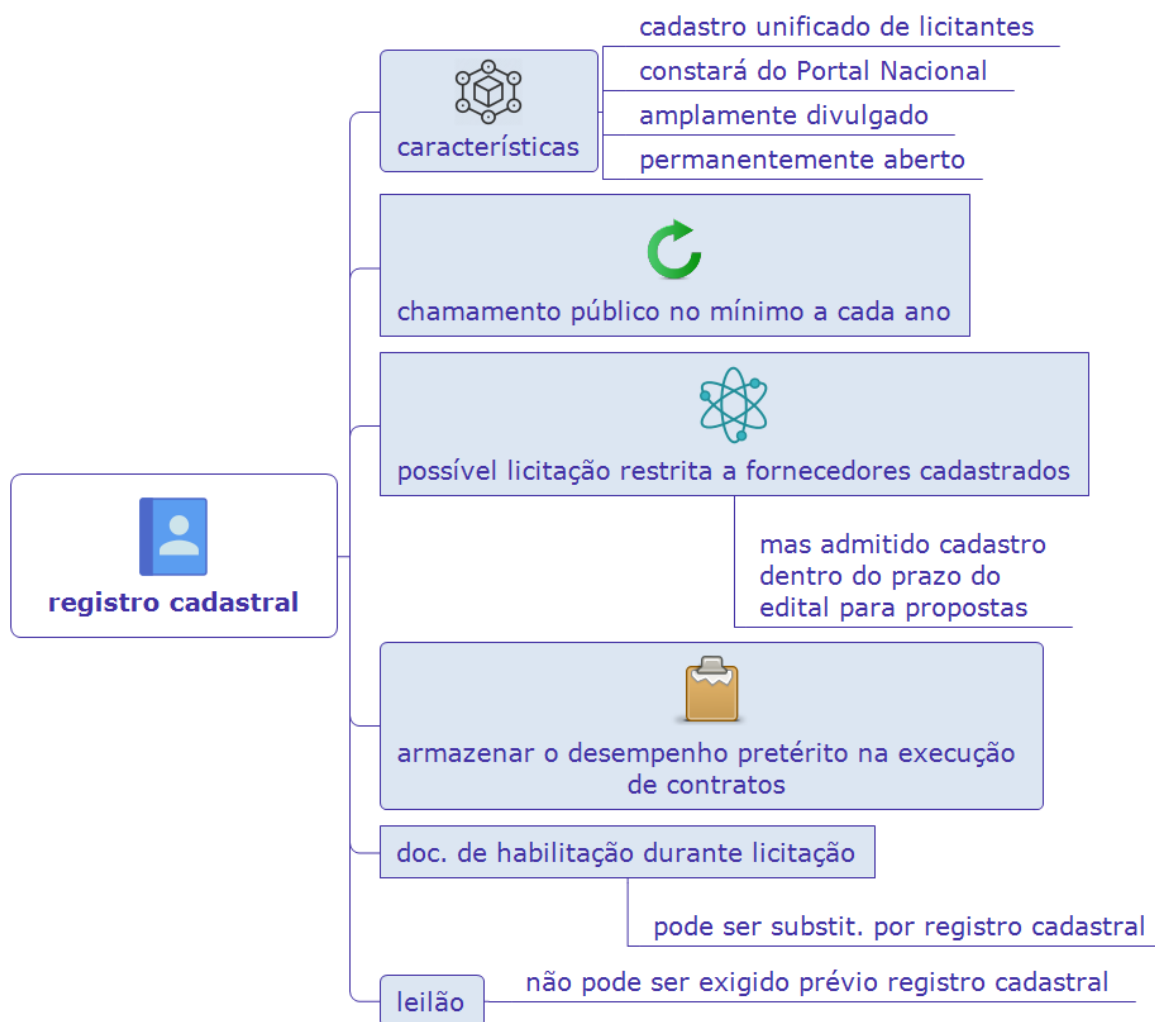 cadastro unificado de licitantes
constará do Portal Nacional
amplamente divulgado
permanentemente aberto
características
chamamento público no mínimo a cada ano
possível licitação restrita a fornecedores cadastrados
mas admitido cadastro
dentro do prazo do
edital para propostas
registro cadastral
armazenar o desempenho pretérito na execução
de contratos
doc. de habilitação durante licitação
pode ser substit. por registro cadastral
leilão
não pode ser exigido prévio registro cadastral